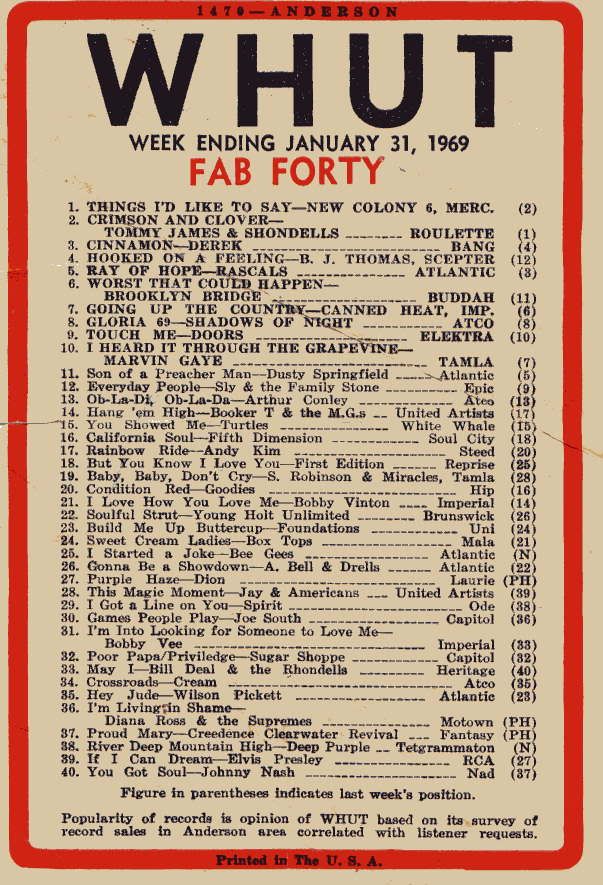 1470—ANDERSON
WHUT
WEEK ENDING JANUARY 31, 1969
FAB FORTY
1. THINGS I'D LIKE TO SAY—NEW COLONY 6, MERC. (2)
2. CRIMSON AND CLOVER—
TOMMY JAMES & SHONDELLS -------- ROULETTE (1)
3. CINNAMON—DEREK -------------------------- BANG (4)
4. HOOKED ON A FEELING—B. J. THOMAS, SCEPTER (12)
5. RAY OF HOPE—RASCALS --------------- ATLANTIC (3)
6. WORST THAT COULD HAPPEN—
BROOKLYN BRIDGE -------------------- BUDDAH (11)
7. GOING UP THE COUNTRY—CANNED HEAT, IMP. (6)
8. GLORIA 69—SHADOWS OF NIGHT ----------- ATCO (8)
9. TOUCH ME—DOORS --------------------- ELEKTRA (10)
10. I HEARD IT THROUGH THE GRAPEVINE—
MARVIN GAYE -------------------------- TAMLA (7)
11. Son of a Preacher Man—Dusty Springfield ----- Atlantic (5)
12. Everyday People—Sly & the Family Stone ---------- Epic (9)
13. Ob-La-Di, Ob-La-Da—Arthur Conley --------------- Atco (13)
14. Hang 'em High—Booker T & the M.G.s -- United Artists (17)
15. You Showed Me—Turtles ----------------- White Whale (15)
16. California Soul—Fifth Dimension -------------- Soul City (18)
17. Rainbow Ride—Andy Kim --------------------- Steed (20)
18. But You Know I Love You—First Edition ------ Reprise (25)
19. Baby, Baby, Don't Cry—S. Robinson & Miracles, Tamla (28)
20. Condition Red—Goodies --------------------------- Hip (16)
21. I Love How You Love Me—Bobby Vinton ---- Imperial (14)
22. Soulful Strut—Young Holt Unlimited --------- Brunswick (26)
23. Build Me Up Buttercup—Foundations -------------- Uni (24)
24. Sweet Cream Ladies—Box Tops ------------------ Mala (21)
25. I Started a Joke—Bee Gees ------------------- Atlantic (N)
26. Gonna Be a Showdown—A. Bell & Drells ------ Atlantic (22)
27. Purple Haze—Dion ---------------------------- Laurie (PH)
28. This Magic Moment—Jay & Americans --- United Artists (39)
29. I Got a Line on You—Spirit ----------------------- Ode (38)
30. Games People Play—Joe South ----------------- Capitol (36)
31. I'm Into Looking for Someone to Love Me—
Bobby Vee -------------------------------- Imperial (33)
32. Poor Papa/Priviledge—Sugar Shoppe ------------ Capitol (32)
33. May I—Bill Deal & the Rhondells ------------- Heritage (40)
34. Crossroads—Cream -------------------------------- Atco (35)
35. Hey Jude—Wilson Pickett --------------------- Atlantic (23)
36. I'm Living in Shame—
Diana Ross & the Supremes --------------- Motown (PH)
37. Proud Mary—Creedence Clearwater Revival --- Fantasy (PH)
38. River Deep Mountain High—Deep Purple -- Tetgrammaton (N)
39. If I Can Dream—Elvis Presley -------------------- RCA (27)
40. You Got Soul—Johnny Nash ---------------------- Nad (37)
Figure in parentheses indicates last week's position.
Popularity of records is opinion of WHUT based on its survey of
record sales in Anderson area correlated with listener requests.
Printed in The U. S. A.